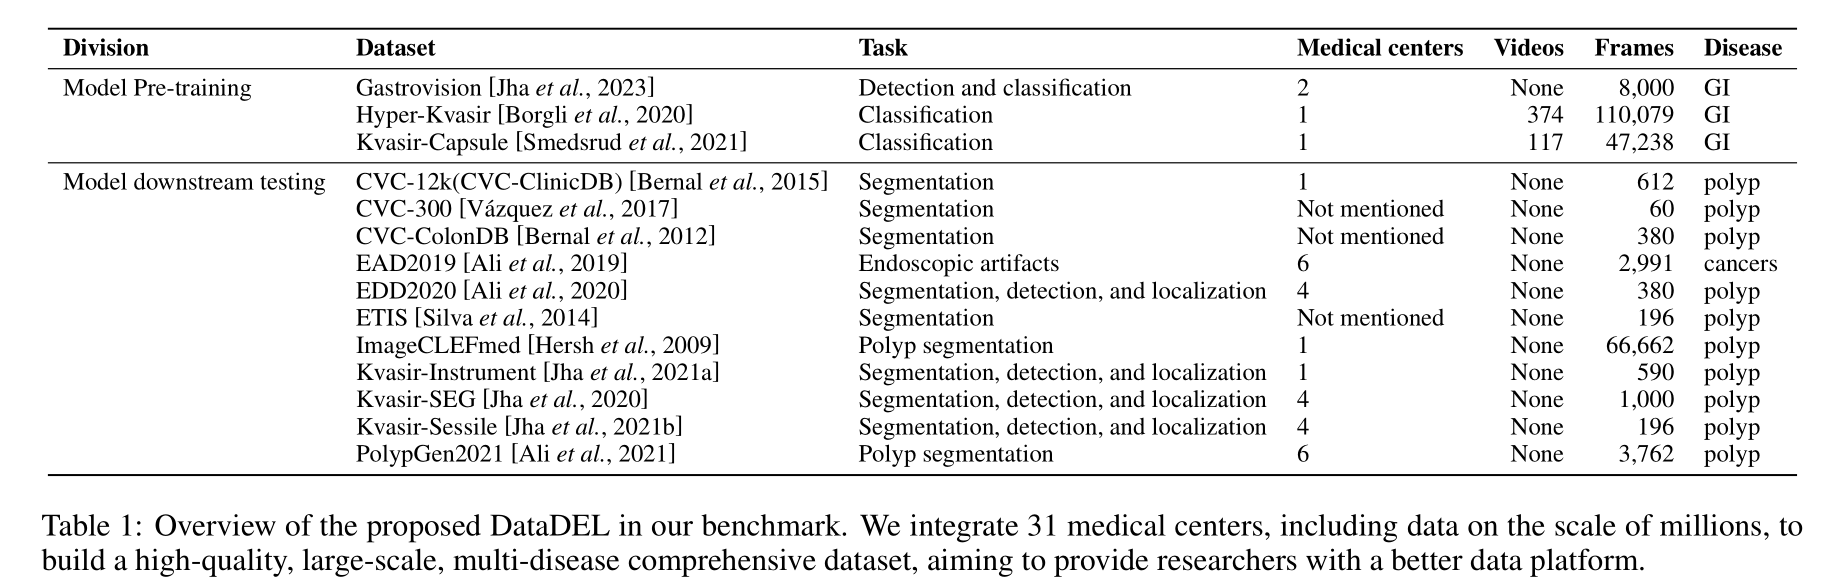 Division Dataset Task Medical centers Videos Frames Disease
Model Pre-training Gastrovision [Jha et al., 2023] Detection and classification 2 None 8,000 GI
Hyper-Kvasir [Borgli et al., 2020] Classification 1 374 110,079 GI
Kvasir-Capsule [Smedsrud et al., 2021] Classification 1 117 47,238 GI
Model downstream testing CVC-12k(CVC-ClinicDB) [Bernal et al., 2015] Segmentation 1 None 612 polyp
CVC-300 [Vázquez et al., 2017] Segmentation Not mentioned None 60 polyp
CVC-ColonDB [Bernal et al., 2012] Segmentation Not mentioned None 380 polyp
EAD2019 [Ali et al., 2019] Endoscopic artifacts 6 None 2,991 cancers
EDD2020 [Ali et al., 2020] Segmentation, detection, and localization 4 None 380 polyp
ETIS [Silva et al., 2014] Segmentation Not mentioned None 196 polyp
ImageCLEFmed [Hersh et al., 2009] Polyp segmentation 1 None 66,662 polyp
Kvasir-Instrument [Jha et al., 2021a] Segmentation, detection, and localization 1 None 590 polyp
Kvasir-SEG [Jha et al., 2020] Segmentation, detection, and localization 4 None 1,000 polyp
Kvasir-Sessile [Jha et al., 2021b] Segmentation, detection, and localization 4 None 196 polyp
PolypGen2021 [Ali et al., 2021] Polyp segmentation 6 None 3,762 polyp
Table 1: Overview of the proposed DataDEL in our benchmark. We integrate 31 medical centers, including data on the scale of millions, to
build a high-quality, large-scale, multi-disease comprehensive dataset, aiming to provide researchers with a better data platform.